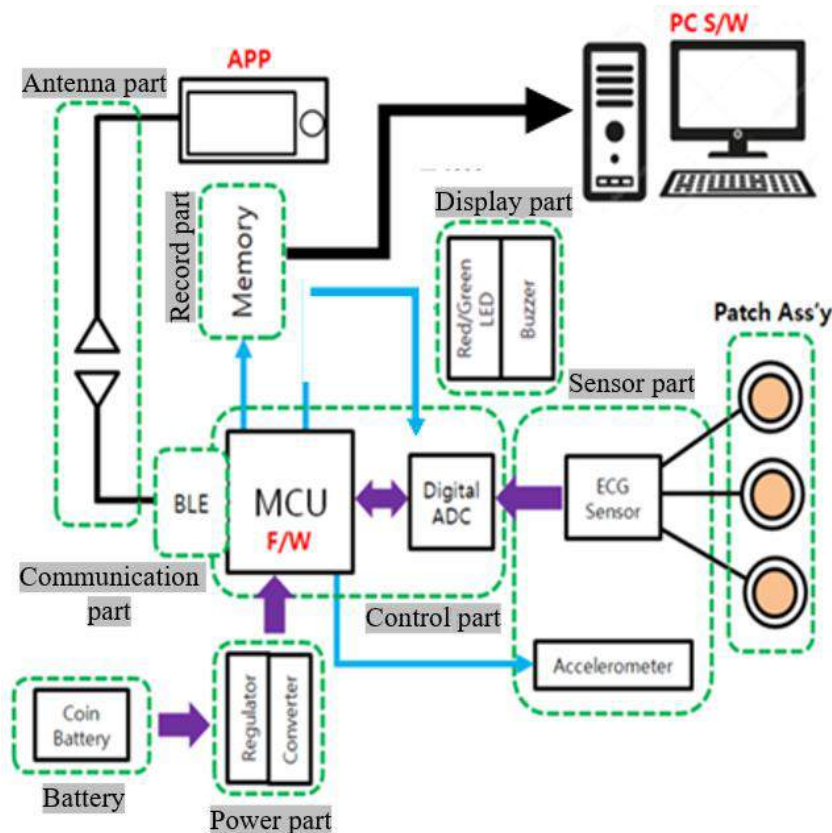 PC S/W
APP
Antenna part
Record part
Memory
Display part
Red/Green
LED
Buzzer
Patch Ass'y
Sensor part
BLE
MCU
F/W
Digital
ADC
ECG
Sensor
Communication
part
Control part
Accelerometer
Regulator
Converter
Coin
Battery
Battery
Power part